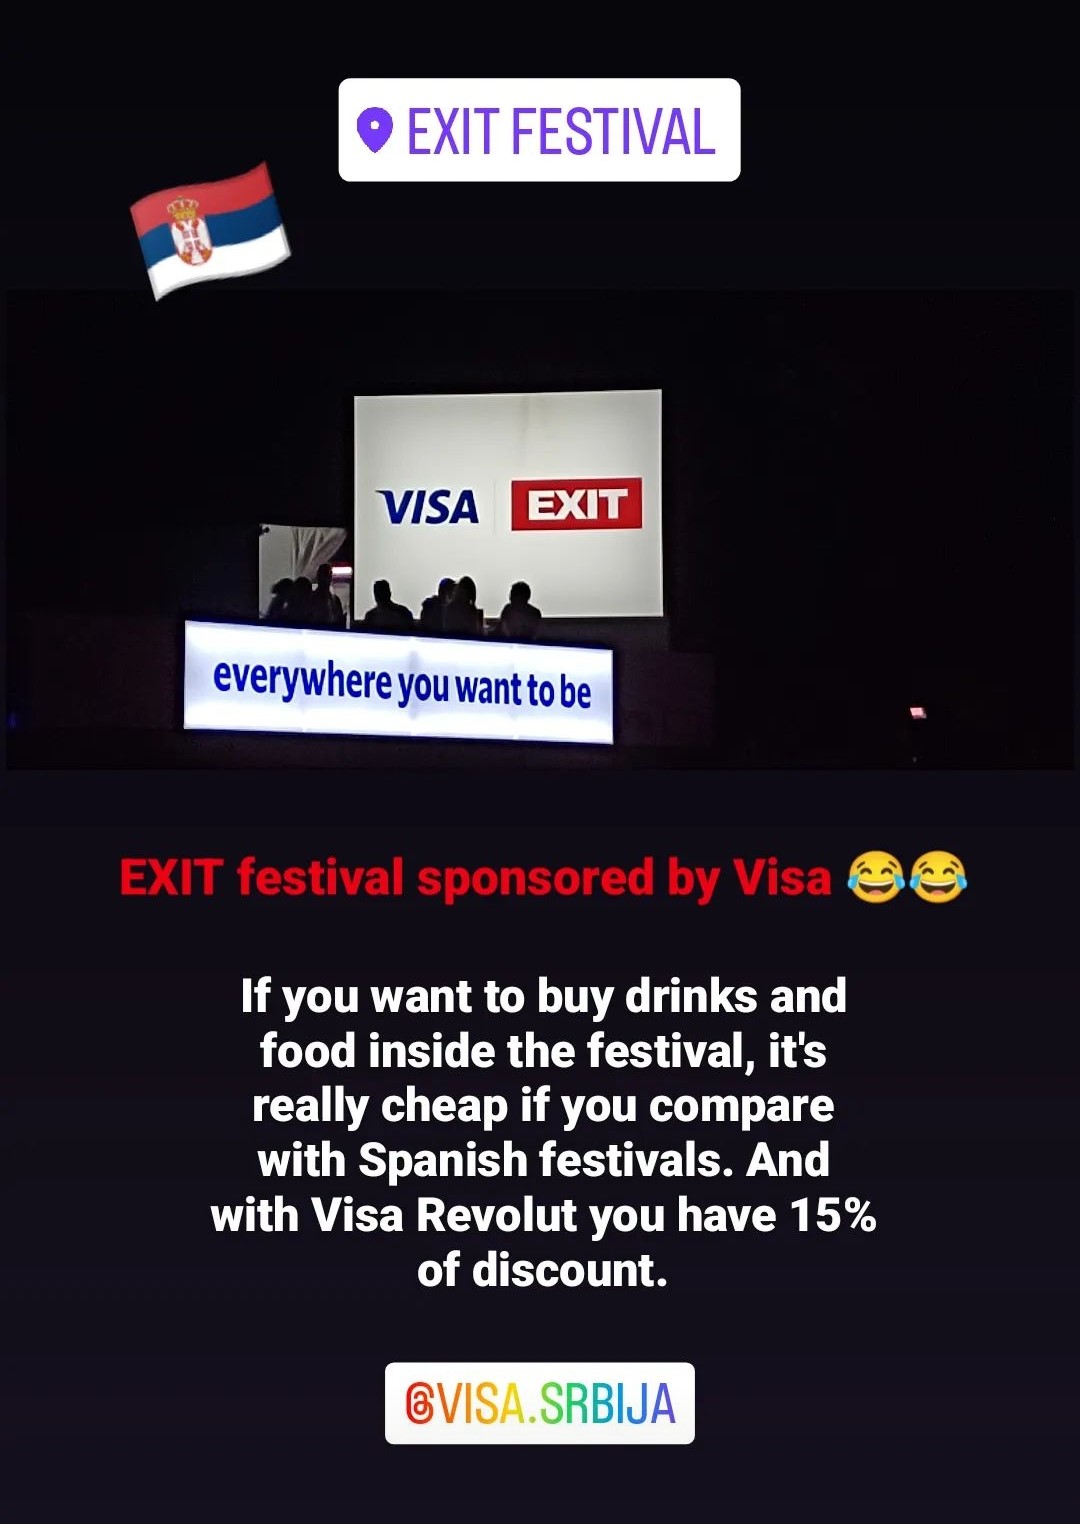 EXIT FESTIVAL
VISA EXIT
everywhere you want to be
EXIT festival sponsored by Visa 😂😂
If you want to buy drinks and
food inside the festival, it's
really cheap if you compare
with Spanish festivals. And
with Visa Revolut you have 15%
of discount.
@VISA.SRBIJA